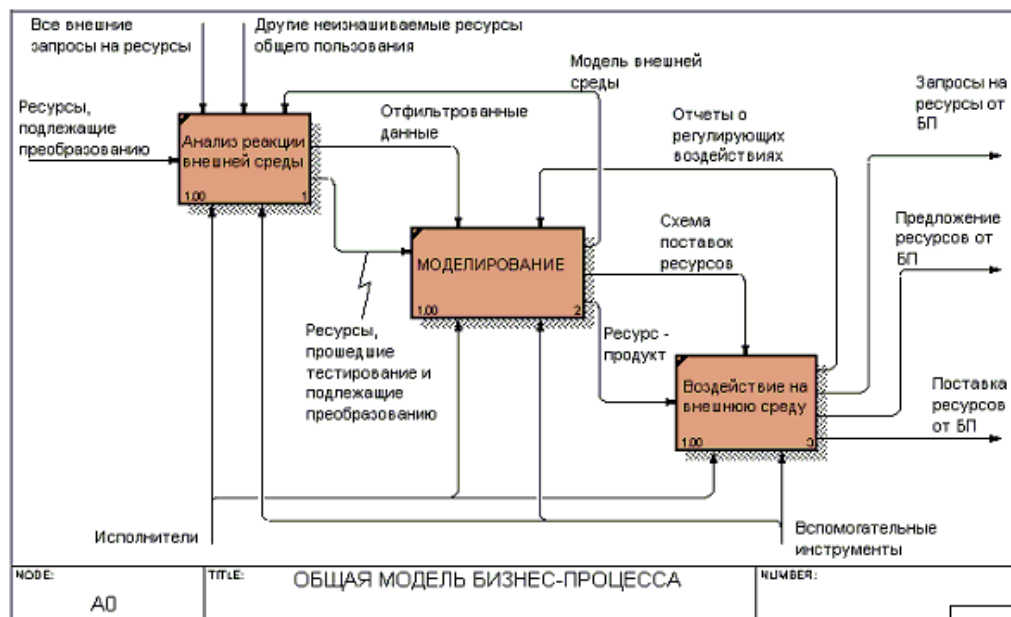 Все внешние
запросы на ресурсы
Другие неизнашиваемые ресурсы
общего пользования
Модель внешней
среды
Запросы на
ресурсы от
БП
Ресурсы,
подлежащие
преобразованию
Анализ реакции
внешней среды
1.00
1
Отфильтрованные
данные
Отчеты о
регулирующих
воздействиях
Предложение
ресурсов от
БП
Схема
поставок
ресурсов
МОДЕЛИРОВАНИЕ
1.00
2
Ресурсы,
прошедшие
тестирование и
подлежащие
преобразованию
Ресурс -
продукт
Воздействие на
внешнюю среду
1.00
3
Поставка
ресурсов
от БП
Исполнители
Вспомогательные
инструменты
NODE:
A0
TITLE:
ОБЩАЯ МОДЕЛЬ БИЗНЕС-ПРОЦЕССА
NUMBER: